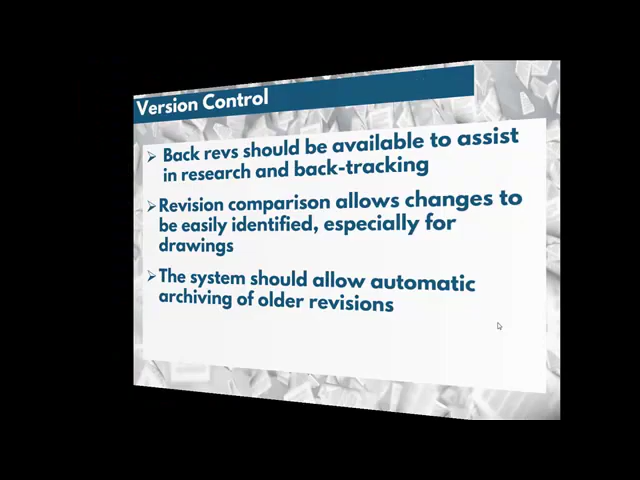 Version Control
Back revs should be available to assist
in research and back-tracking
Revision comparison allows changes to
be easily identified, especially for
drawings
The system should allow automatic
archiving of older revisions